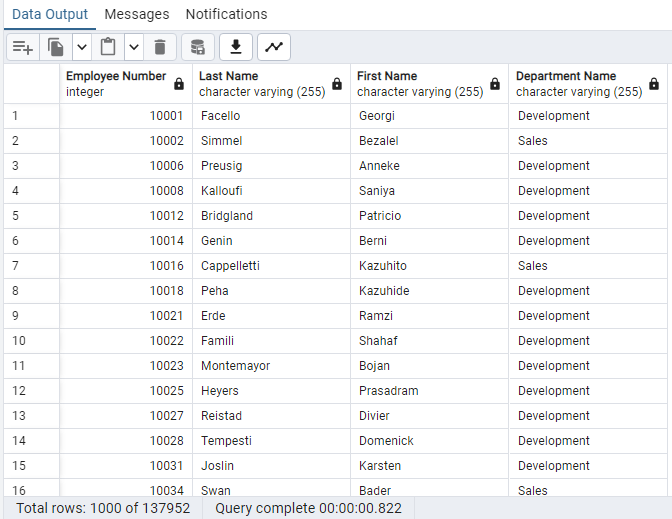 Data Output Messages Notifications
Employee Number Last Name First Name Department Name
integer character varying (255) character varying (255) character varying (255)
1 10001 Facello Georgi Development
2 10002 Simmel Bezalel Sales
3 10006 Preusig Anneke Development
4 10008 Kalloufi Saniya Development
5 10012 Bridgland Patricio Development
6 10014 Genin Berni Development
7 10016 Cappelletti Kazuhito Sales
8 10018 Peha Kazuhide Development
9 10021 Erde Ramzi Development
10 10022 Famili Shahaf Development
11 10023 Montemayor Bojan Development
12 10025 Heyers Prasadram Development
13 10027 Reistad Divier Development
14 10028 Tempesti Domenick Development
15 10031 Joslin Karsten Development
16 10034 Swan Bader Sales
Total rows: 1000 of 137952 Query complete 00:00:00.822